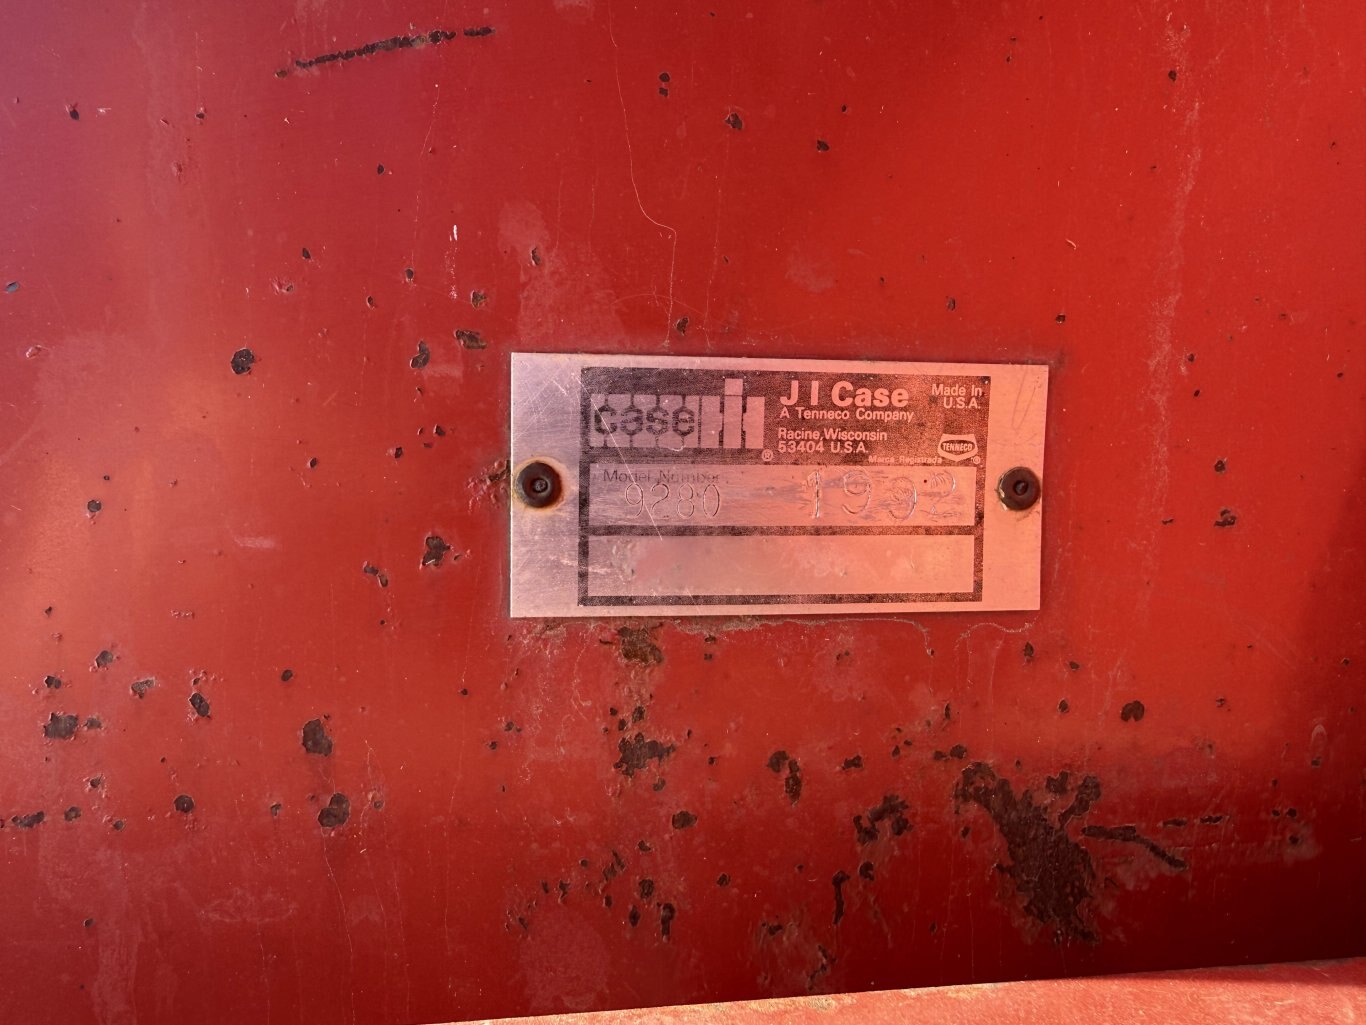 case IH ®
J I Case
A Tenneco Company
Racine, Wisconsin
53404 U.S.A.
Made In
U.S.A.
TENNECO ®
Marca Registrada
Model Number
9280 1992